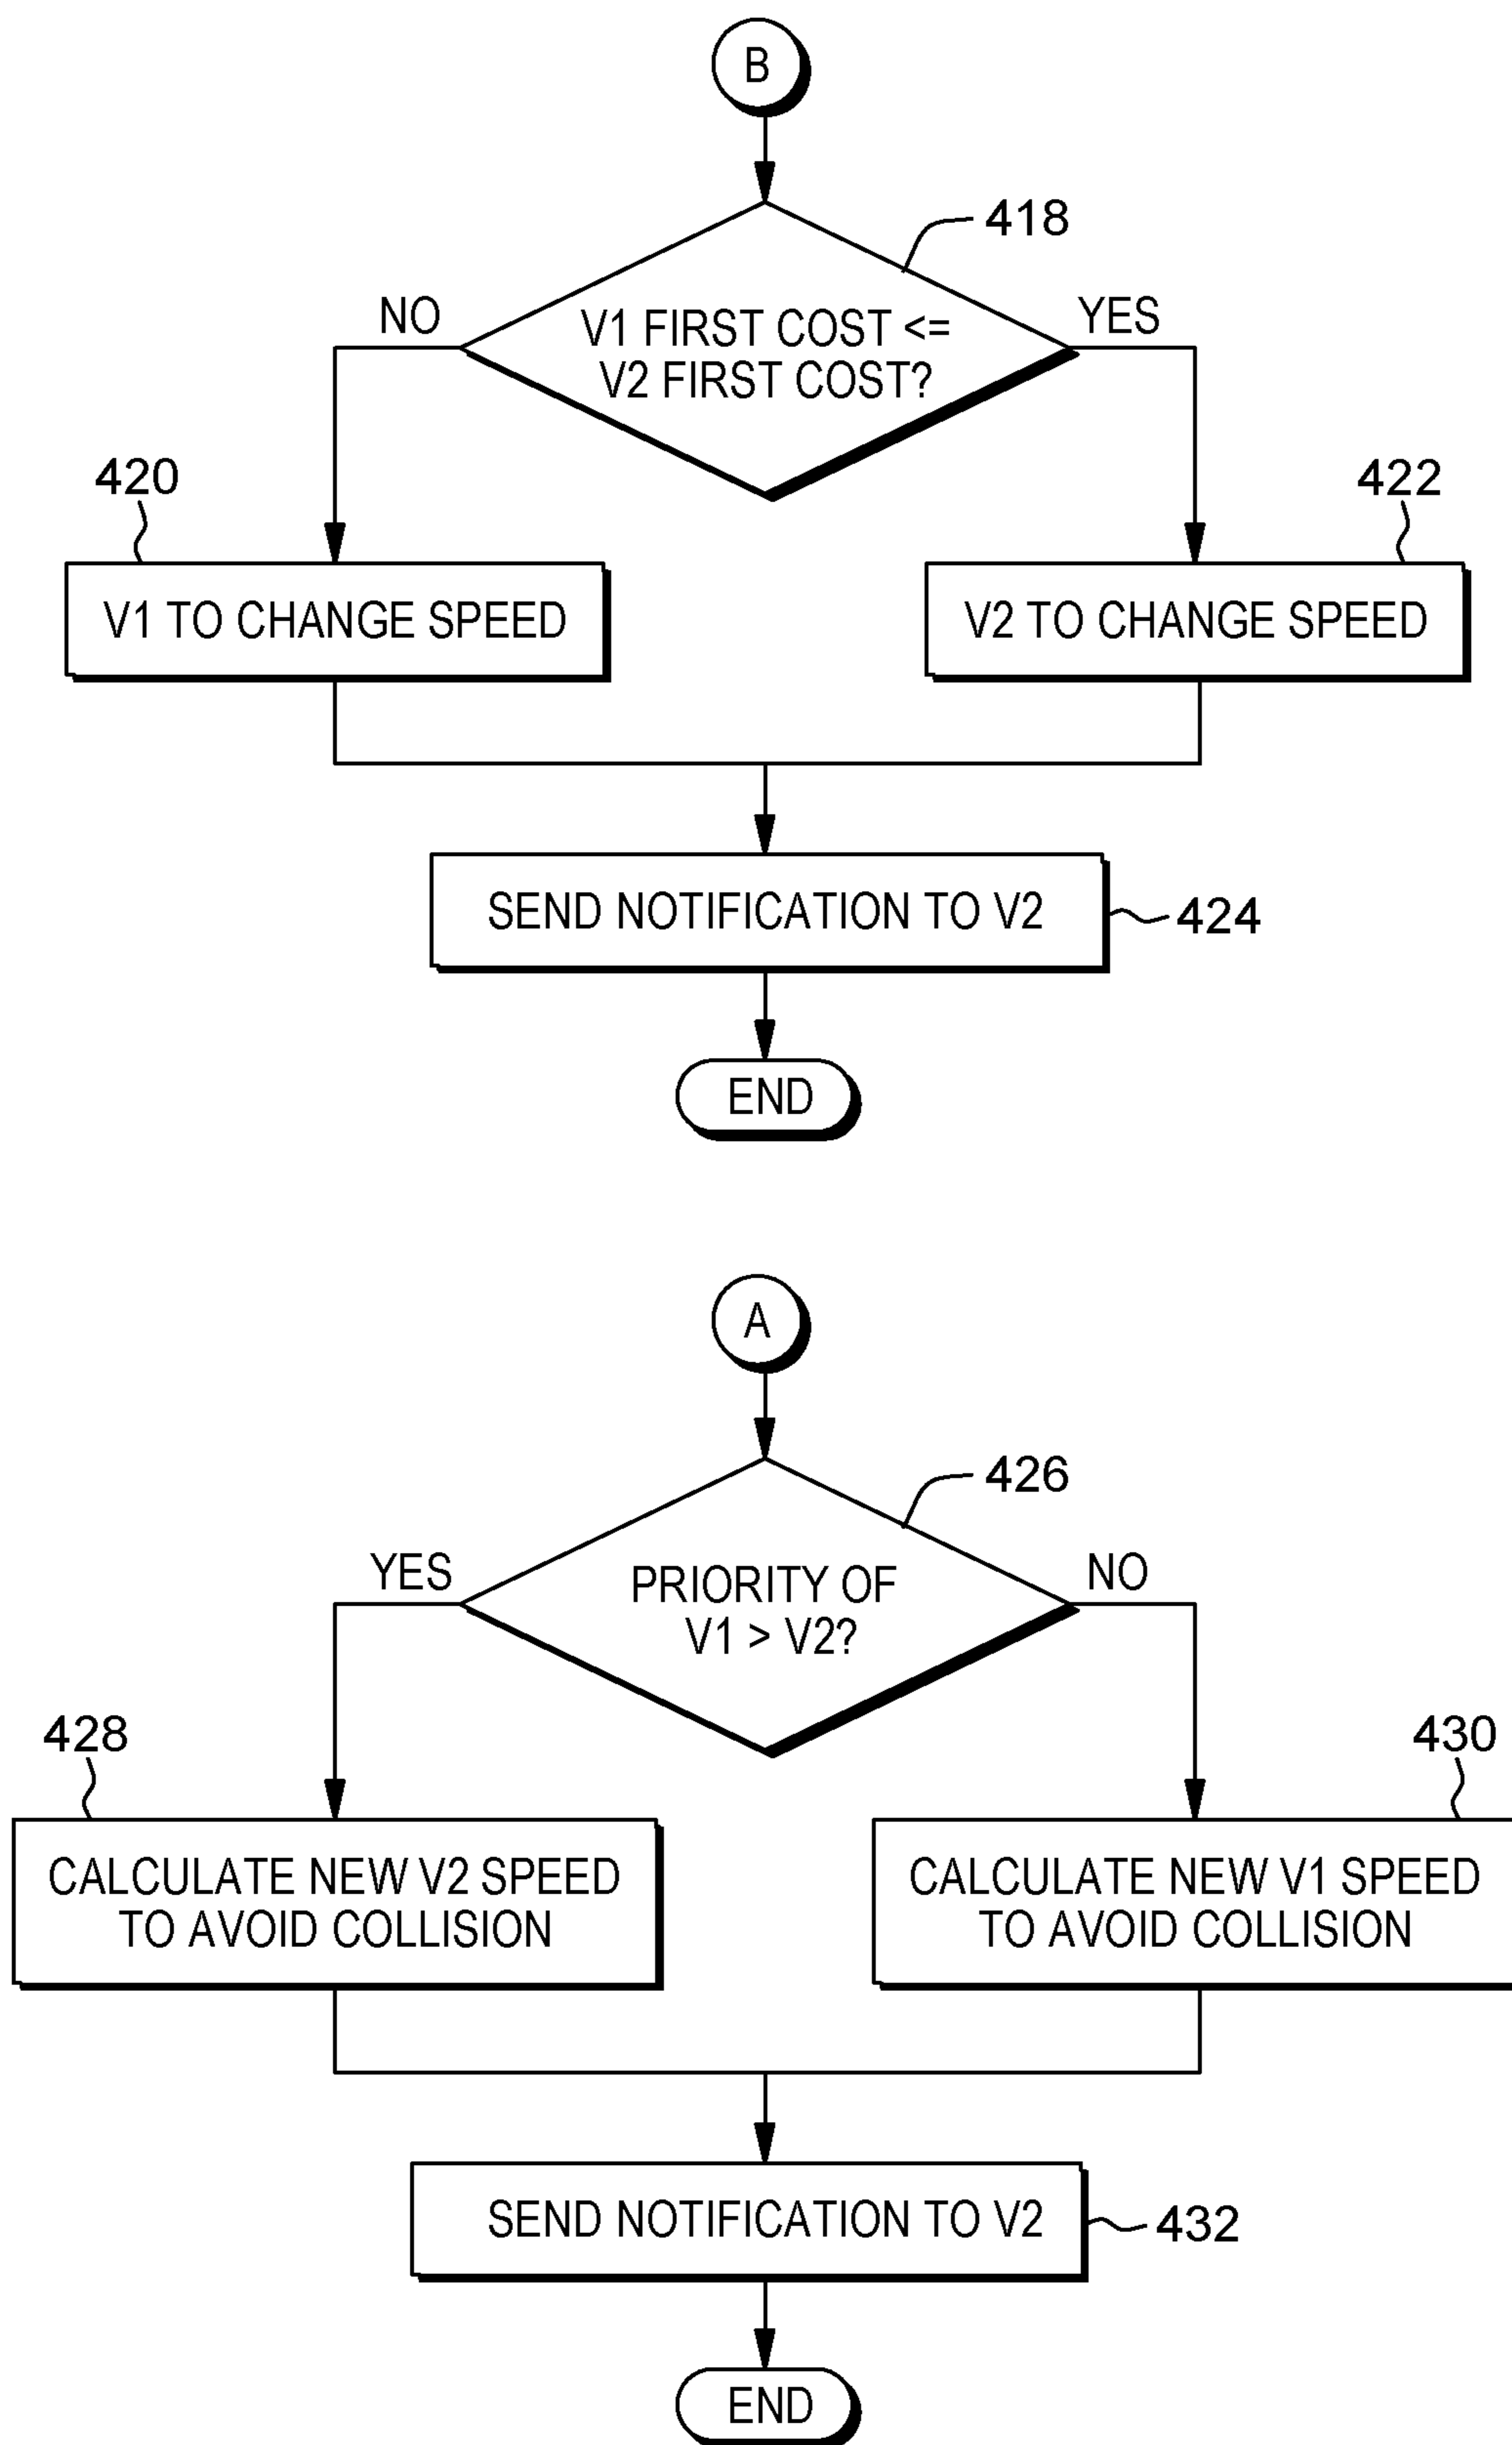 B
418
NO
YES
V1 FIRST COST <=
V2 FIRST COST?
420
422
V1 TO CHANGE SPEED
V2 TO CHANGE SPEED
SEND NOTIFICATION TO V2
424
END
A
426
YES
NO
PRIORITY OF
V1 > V2?
428
430
CALCULATE NEW V2 SPEED
TO AVOID COLLISION
CALCULATE NEW V1 SPEED
TO AVOID COLLISION
SEND NOTIFICATION TO V2
432
END